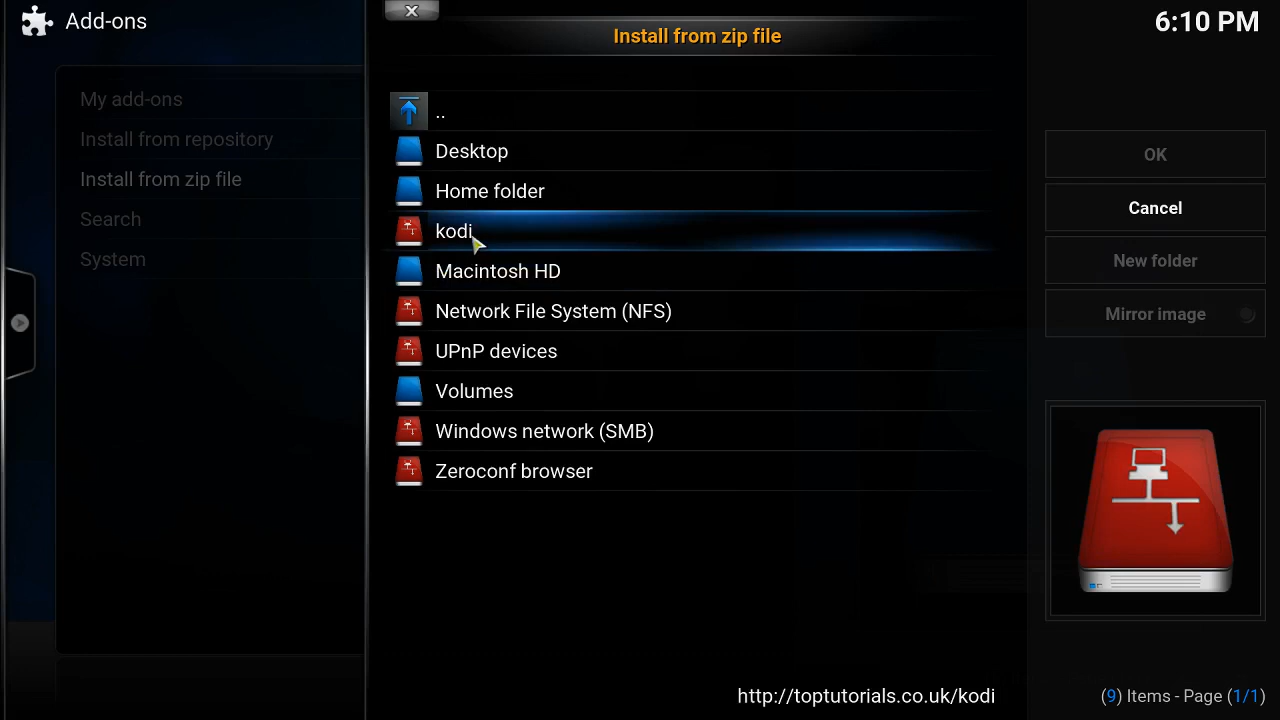 Add-ons
6:10 PM
Install from zip file
My add-ons
Install from repository
Install from zip file
Search
System
..
Desktop
Home folder
kodi
Macintosh HD
Network File System (NFS)
UPnP devices
Volumes
Windows network (SMB)
Zeroconf browser
OK
Cancel
New folder
Mirror image
http://toptutorials.co.uk/kodi
(9) Items - Page (1/1)